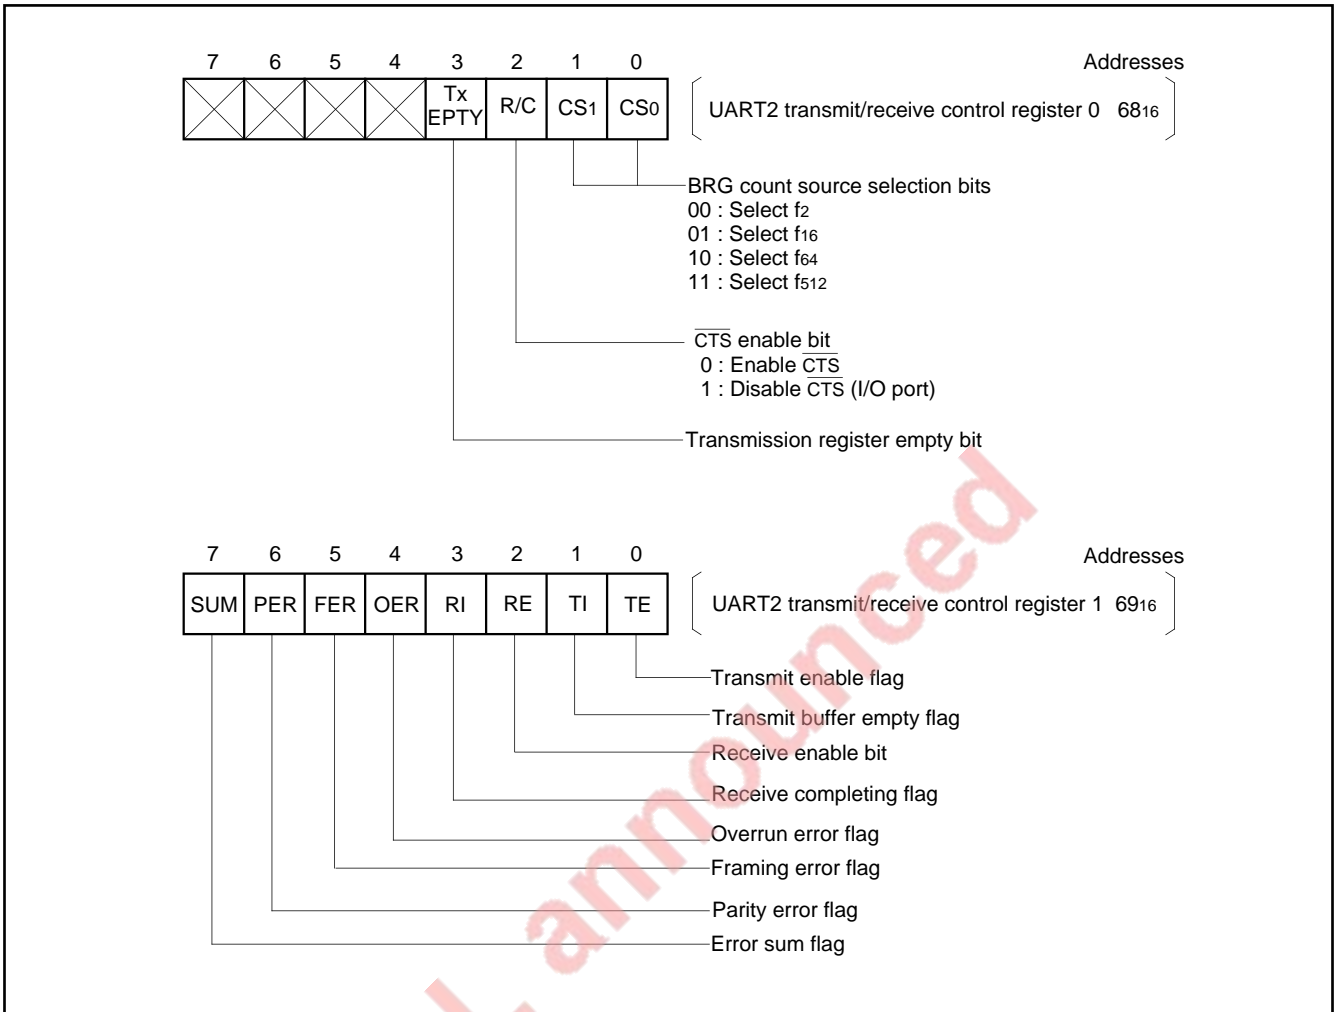 7 6 5 4 3 2 1 0 Addresses
Tx EPTY R/C CS1 CS0 UART2 transmit/receive control register 0 6816
BRG count source selection bits
00 : Select f2
01 : Select f16
10 : Select f64
11 : Select f512
CTS enable bit
0 : Enable CTS
1 : Disable CTS (I/O port)
Transmission register empty bit
7 6 5 4 3 2 1 0 Addresses
SUM PER FER OER RI RE TI TE UART2 transmit/receive control register 1 6916
Transmit enable flag
Transmit buffer empty flag
Receive enable bit
Receive completing flag
Overrun error flag
Framing error flag
Parity error flag
Error sum flag
announced